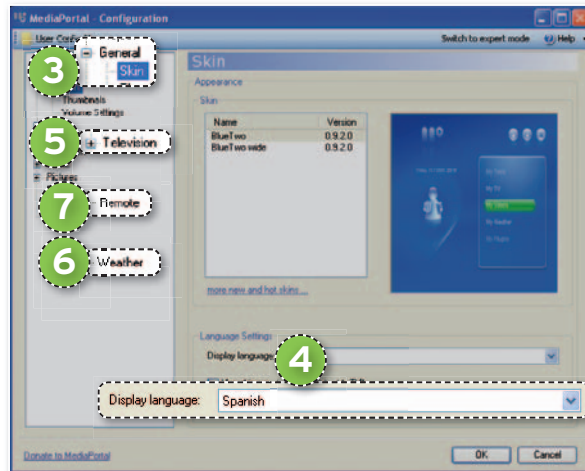 MediaPortal - Configuration
Switch to expert mode
Help
General
Skin
3
Thumbnails
Volume Settings
5
Television
Pictures
7
Remote
6
Weather
Skin
Appearance
Skin
Name Version
BlueTwo 0.9.2.0
BlueTwo wide 0.9.2.0
more new and hot skins...
Language Settings
Display language
4
Display language: Spanish
Donate to MediaPortal
OK Cancel